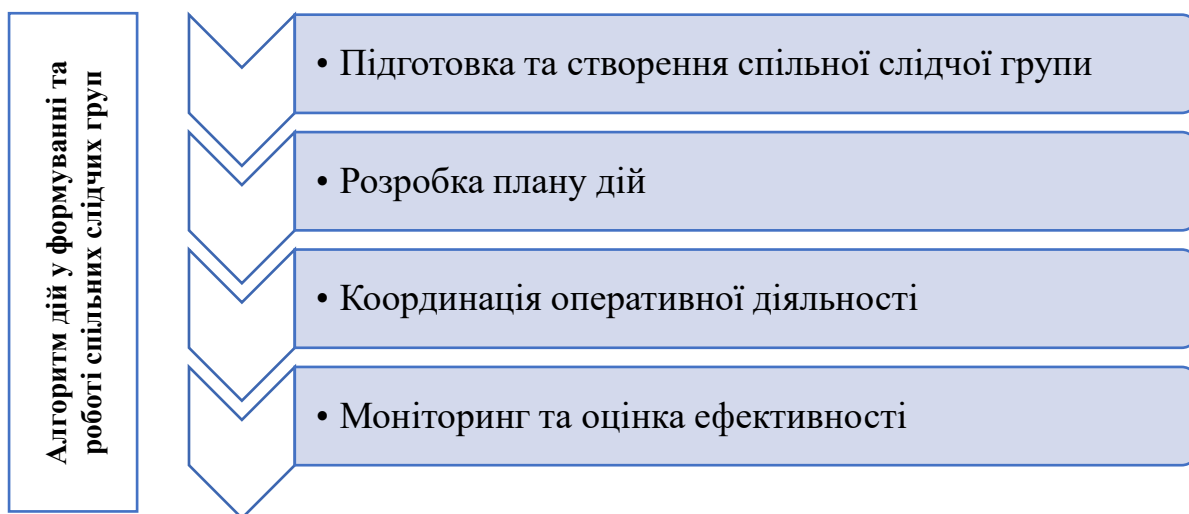 Алгоритм дій у формуванні та
роботі спільних слідчих груп
• Підготовка та створення спільної слідчої групи
• Розробка плану дій
• Координація оперативної діяльності
• Моніторинг та оцінка ефективності